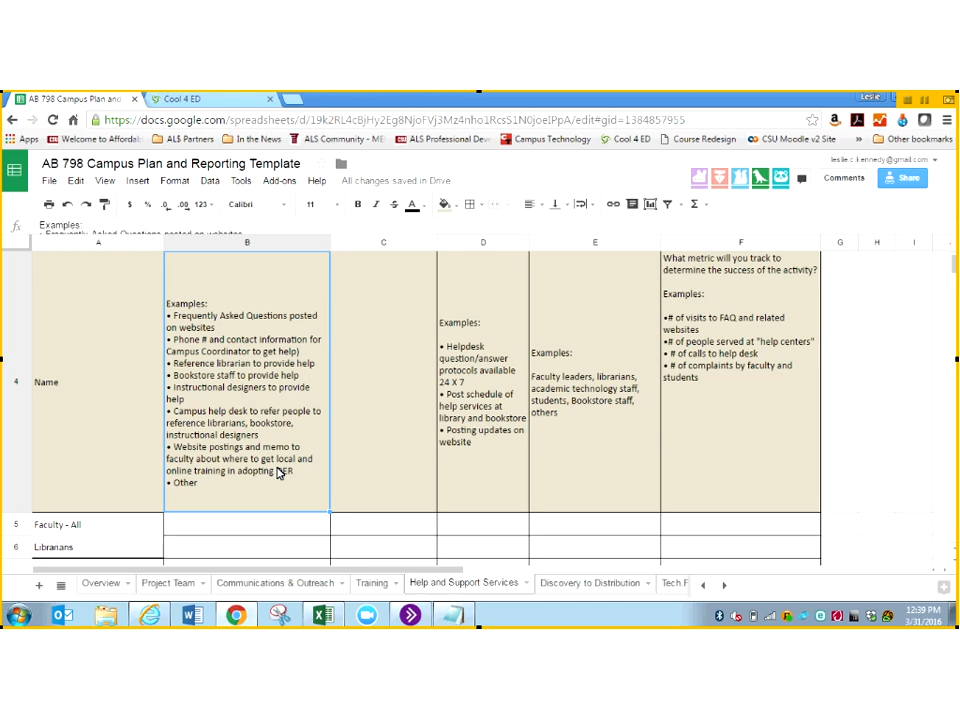 AB 798 Campus Plan and
Cool 4 ED
Leslie
https://docs.google.com/spreadsheets/d/19k2RL4cBjHy2Eg8NjoFVj3Mz4nho1RcsS1N0joeIPpA/edit#gid=1384857955
Apps
Welcome to Affordab
ALS Partners
In the News
ALS Community - ME
ALS Professional Dev
Campus Technology
Cool 4 ED
Course Redesign
CSU Moodle v2 Site
»
Other bookmarks
AB 798 Campus Plan and Reporting Template
leslie.c.kennedy@gmail.com
File Edit View Insert Format Data Tools Add-ons Help All changes saved in Drive
Comments
Share
$ % .0 .00 123 Calibri 11 B I S A Σ
fx
Examples:
• Frequently Asked Questions posted on websites
A B C D E F G H I
4
Name
Examples:
• Frequently Asked Questions posted
on websites
• Phone # and contact information for
Campus Coordinator to get help)
• Reference librarian to provide help
• Bookstore staff to provide help
• Instructional designers to provide
help
• Campus help desk to refer people to
reference librarians, bookstore,
instructional designers
• Website postings and memo to
faculty about where to get local and
online training in adopting
• Other
Examples:
• Helpdesk
question/answer
protocols available
24 X 7
• Post schedule of
help services at
library and bookstore
• Posting updates on
website
Examples:
Faculty leaders, librarians,
academic technology staff,
students, Bookstore staff,
others
What metric will you track to
determine the success of the activity?
Examples:
•# of visits to FAQ and related
websites
•# of people served at "help centers"
• # of calls to help desk
• # of complaints by faculty and
students
5 Faculty - All
6 Librarians
+ Overview Project Team Communications & Outreach Training Help and Support Services Discovery to Distribution Tech F
12:39 PM
3/31/2016